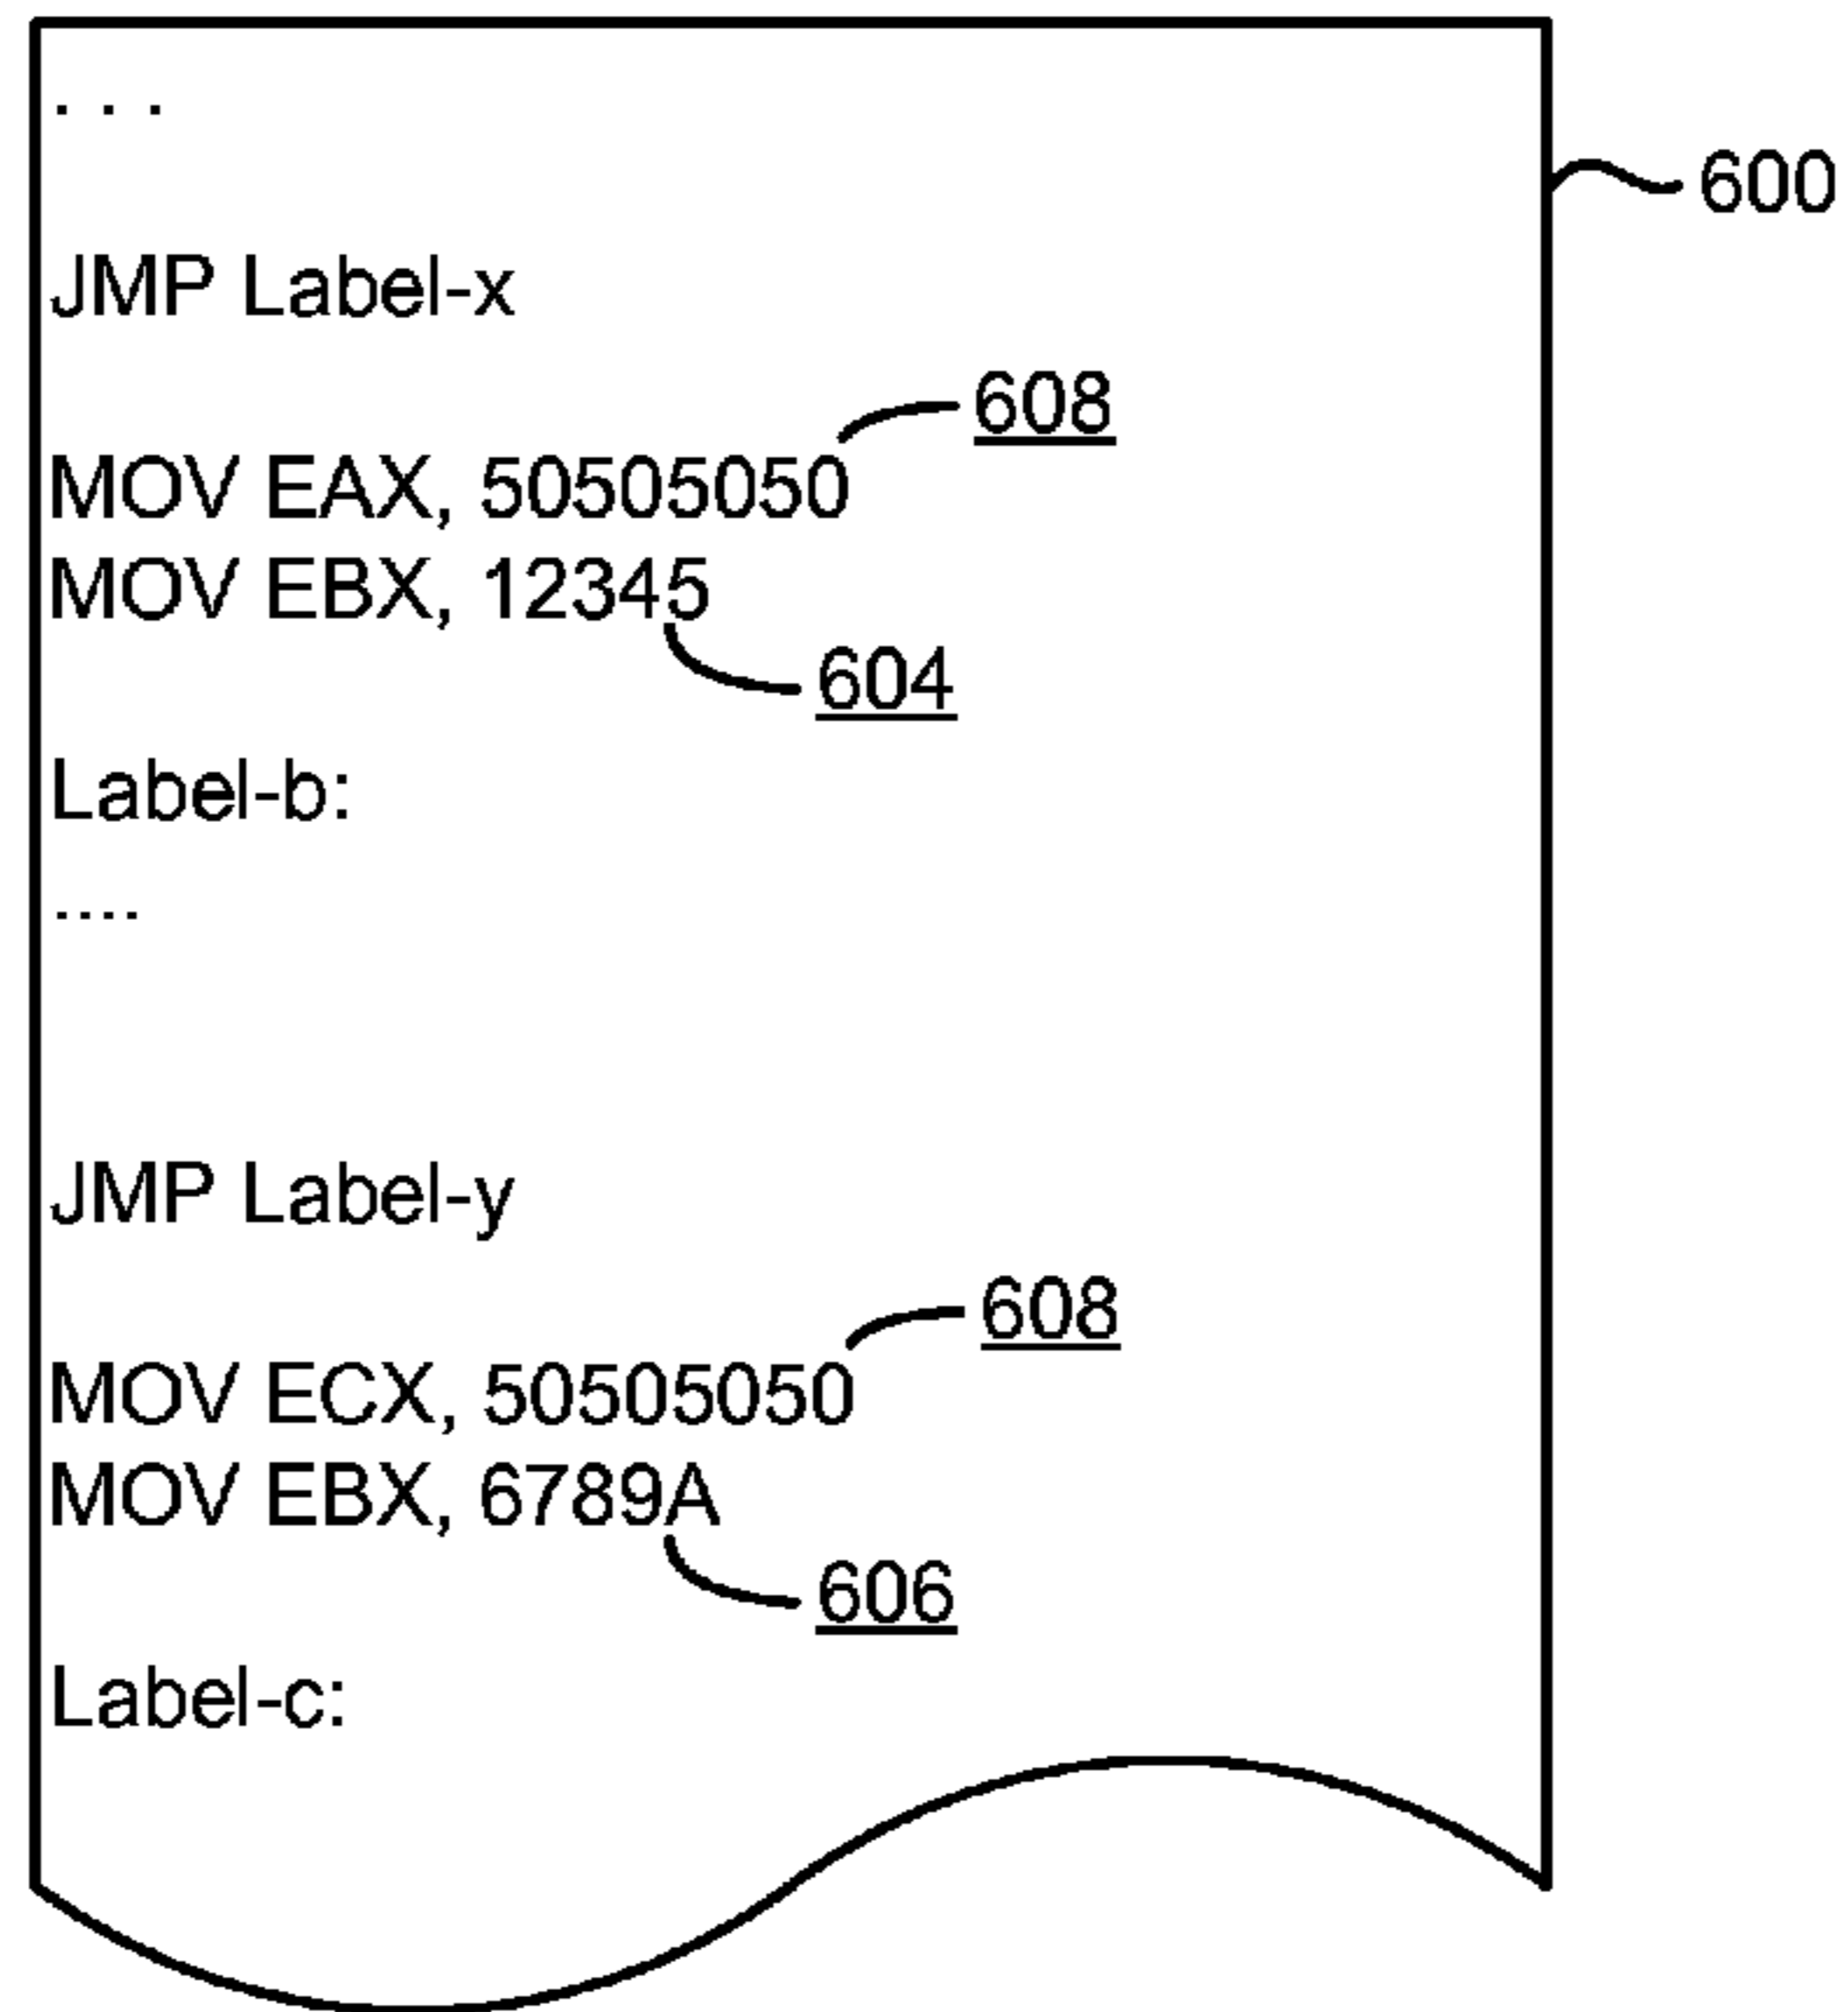 . . .
600
JMP Label-x
608
MOV EAX, 50505050
MOV EBX, 12345
604
Label-b:
....
JMP Label-y
608
MOV ECX, 50505050
MOV EBX, 6789A
606
Label-c: